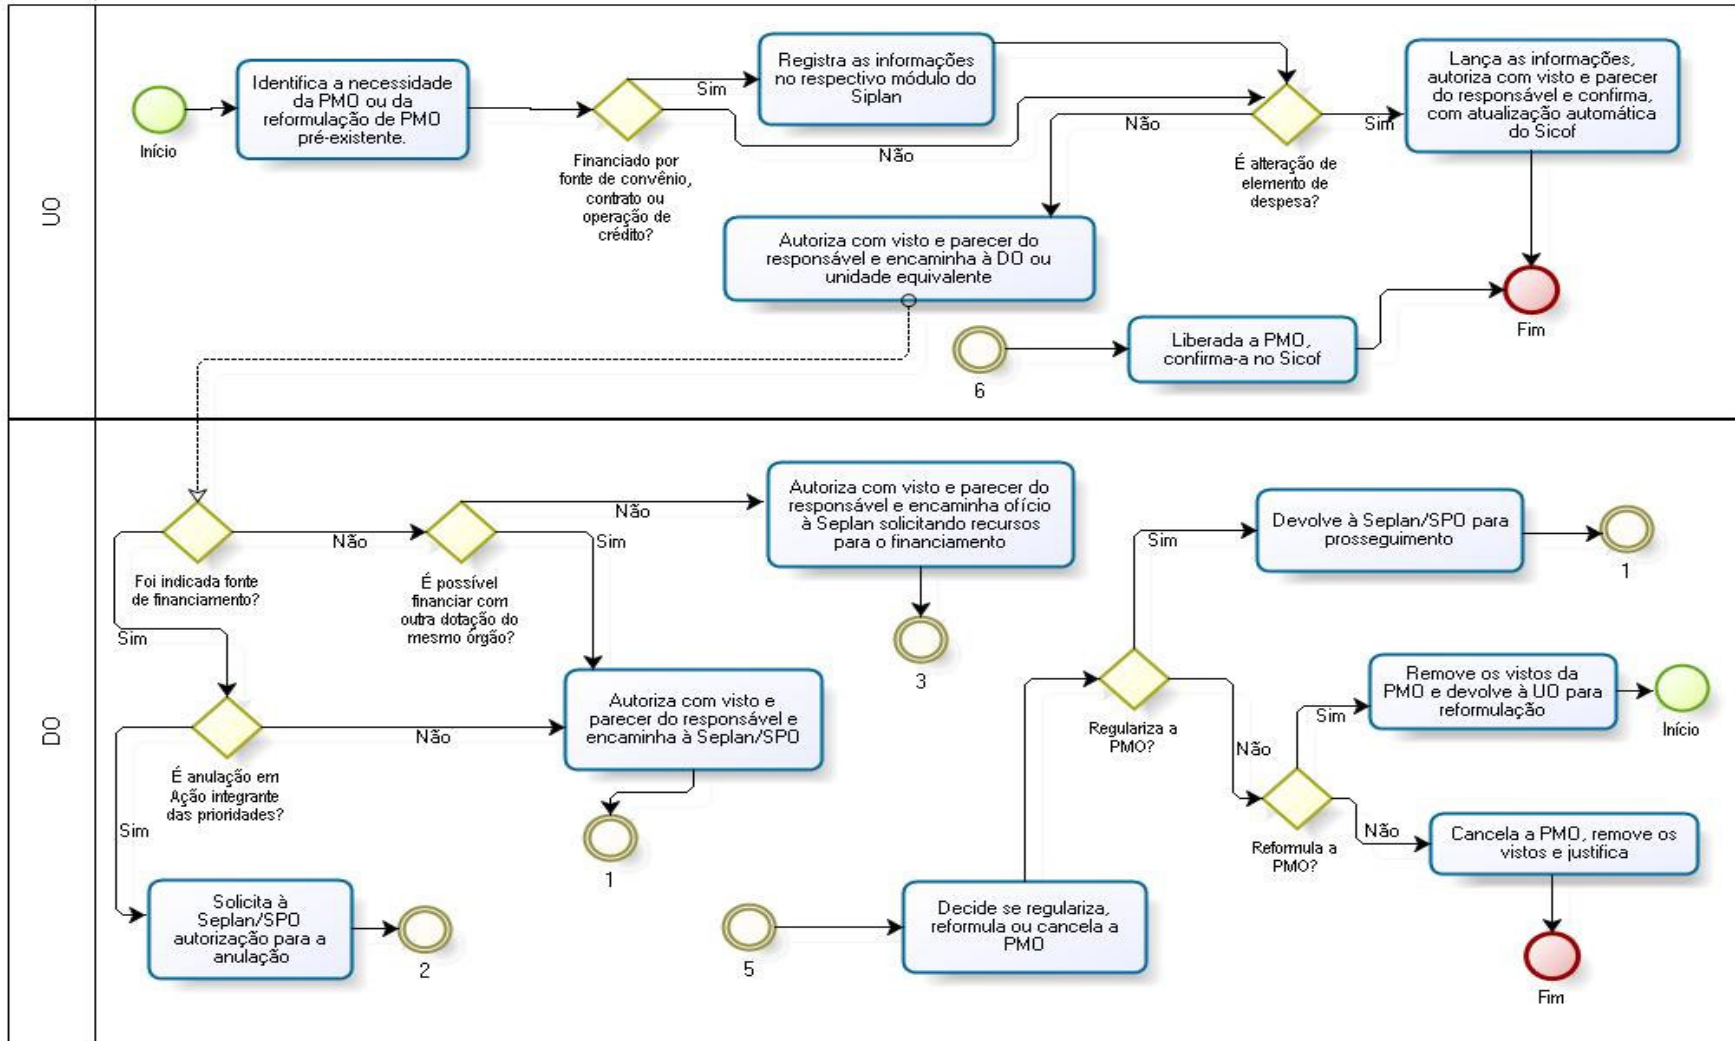 UO
Início
Identifica a necessidade
da PMO ou da
reformulação de PMO
pré-existente.
Financiado por
fonte de convênio,
contrato ou
operação de
crédito?
Sim
Não
Registra as informações
no respectivo módulo do
Siplan
É alteração de
elemento de
despesa?
Não
Sim
Lança as informações,
autoriza com visto e parecer
do responsável e confirma,
com atualização automática
do Sicof
Autoriza com visto e parecer do
responsável e encaminha à DO ou
unidade equivalente
6
Liberada a PMO,
confirma-a no Sicof
Fim
DO
Foi indicada fonte
de financiamento?
Não
Sim
É possível
financiar com
outra dotação do
mesmo órgão?
Não
Sim
Autoriza com visto e parecer do
responsável e encaminha ofício
à Seplan solicitando recursos
para o financiamento
3
É anulação em
Ação integrante
das prioridades?
Não
Sim
Autoriza com visto e
parecer do responsável e
encaminha à Seplan/SPO
1
Solicita à
Seplan/SPO
autorização para a
anulação
2
5
Decide se regulariza,
reformula ou cancela a
PMO
Regulariza a
PMO?
Sim
Não
Devolve à Seplan/SPO para
prosseguimento
1
Reformula a
PMO?
Sim
Não
Remove os vistos da
PMO e devolve à UO para
reformulação
Início
Cancela a PMO, remove os
vistos e justifica
Fim